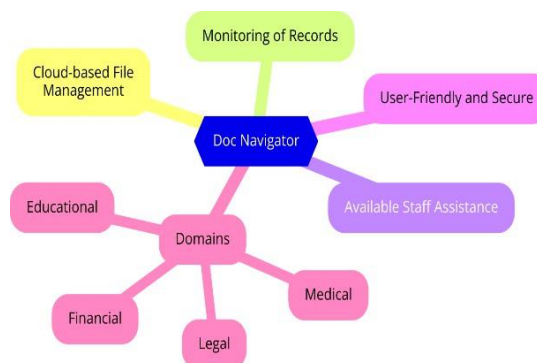 Monitoring of Records
Cloud-based File
Management
User-Friendly and Secure
Doc Navigator
Educational
Available Staff Assistance
Domains
Medical
Financial
Legal